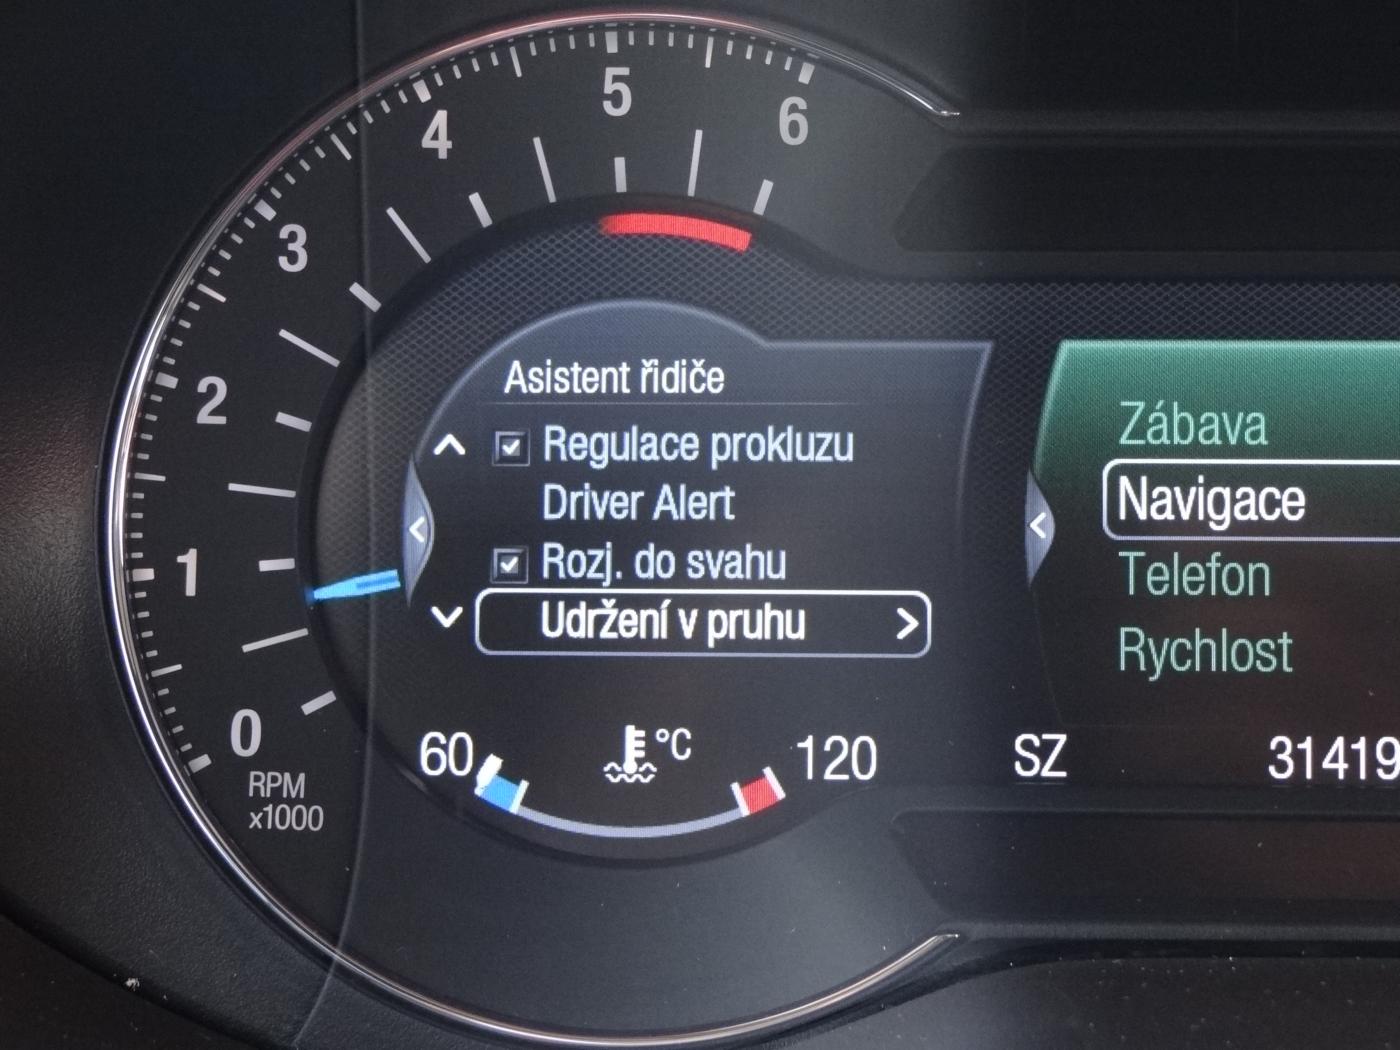 5
4
6
3
2
1
0
RPM
x1000
Asistent řidiče
Regulace prokluzu
Driver Alert
Rozj. do svahu
Udržení v pruhu
60
°C
120
Zábava
Navigace
Telefon
Rychlost
SZ
31419